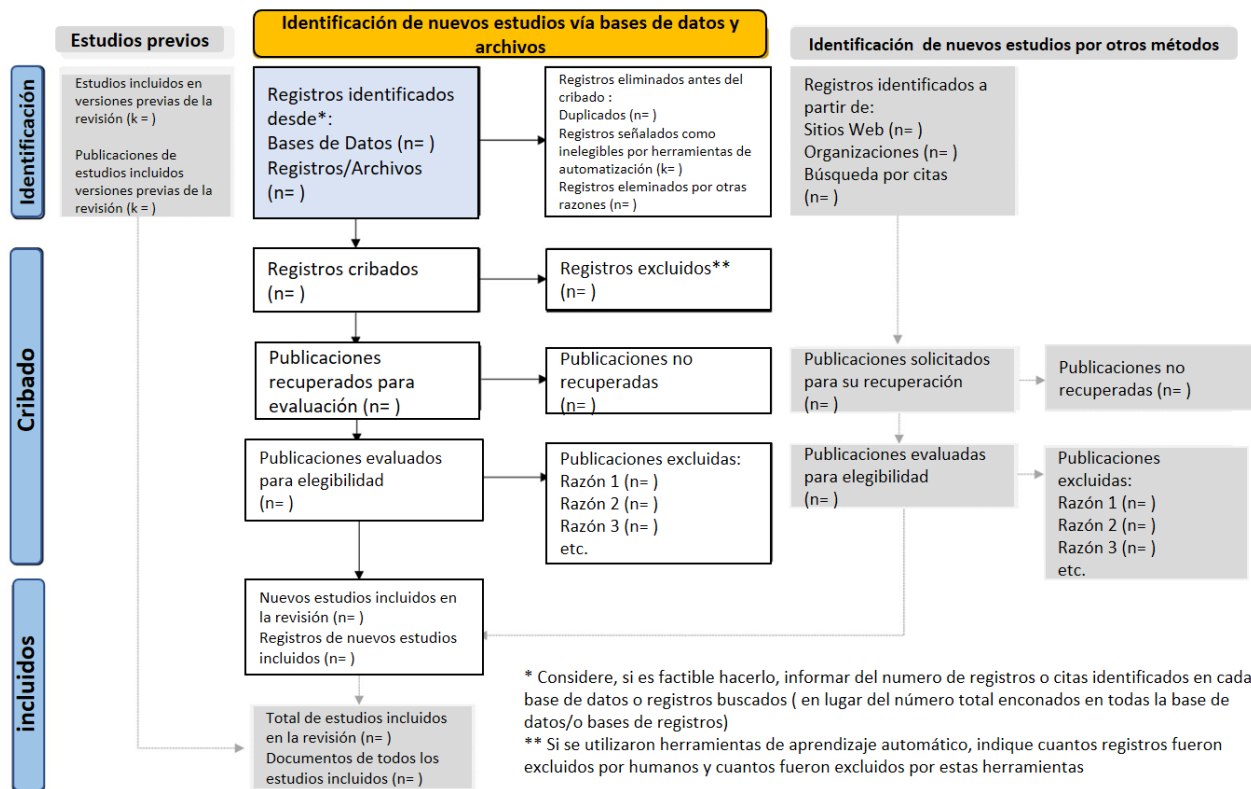 Estudios previos
Identificación de nuevos estudios vía bases de datos y
archivos
Identificación de nuevos estudios por otros métodos
Identificación
Estudios incluidos en
versiones previas de la
revisión (k = )
Publicaciones de
estudios incluidos
versiones previas de la
revisión (k = )
Registros identificados
desde*:
Bases de Datos (n= )
Registros/Archivos
(n= )
Registros eliminados antes del
cribado :
Duplicados (n= )
Registros señalados como
inelegibles por herramientas de
automatización (k= )
Registros eleminados por otras
razones (n= )
Registros identificados a
partir de:
Sitios Web (n= )
Organizaciones (n= )
Búsqueda por citas
(n= )
Cribado
Registros cribados
(n= )
Registros excluidos**
(n= )
Publicaciones
recuperados para
evaluación (n= )
Publicaciones no
recuperadas
(n= )
Publicaciones solicitados
para su recuperación
(n= )
Publicaciones no
recuperadas (n= )
Publicaciones evaluados
para elegibilidad
(n= )
Publicaciones excluidas:
Razón 1 (n= )
Razón 2 (n= )
Razón 3 (n= )
etc.
Publicaciones evaluadas
para elegibilidad
(n= )
Publicaciones
excluidas:
Razón 1 (n= )
Razón 2 (n= )
Razón 3 (n= )
etc.
incluidos
Nuevos estudios incluidos en
la revisión (n= )
Registros de nuevos estudios
incluidos (n= )
Total de estudios incluidos
en la revisión (n= )
Documentos de todos los
estudios incluidos (n= )
* Considere, si es factible hacerlo, informar del numero de registros o citas identificados en cada
base de datos o registros buscados ( en lugar del número total enconados en todas la base de
datos/o bases de registros)
** Si se utilizaron herramientas de aprendizaje automático, indique cuantos registros fueron
excluidos por humanos y cuantos fueron excluidos por estas herramientas